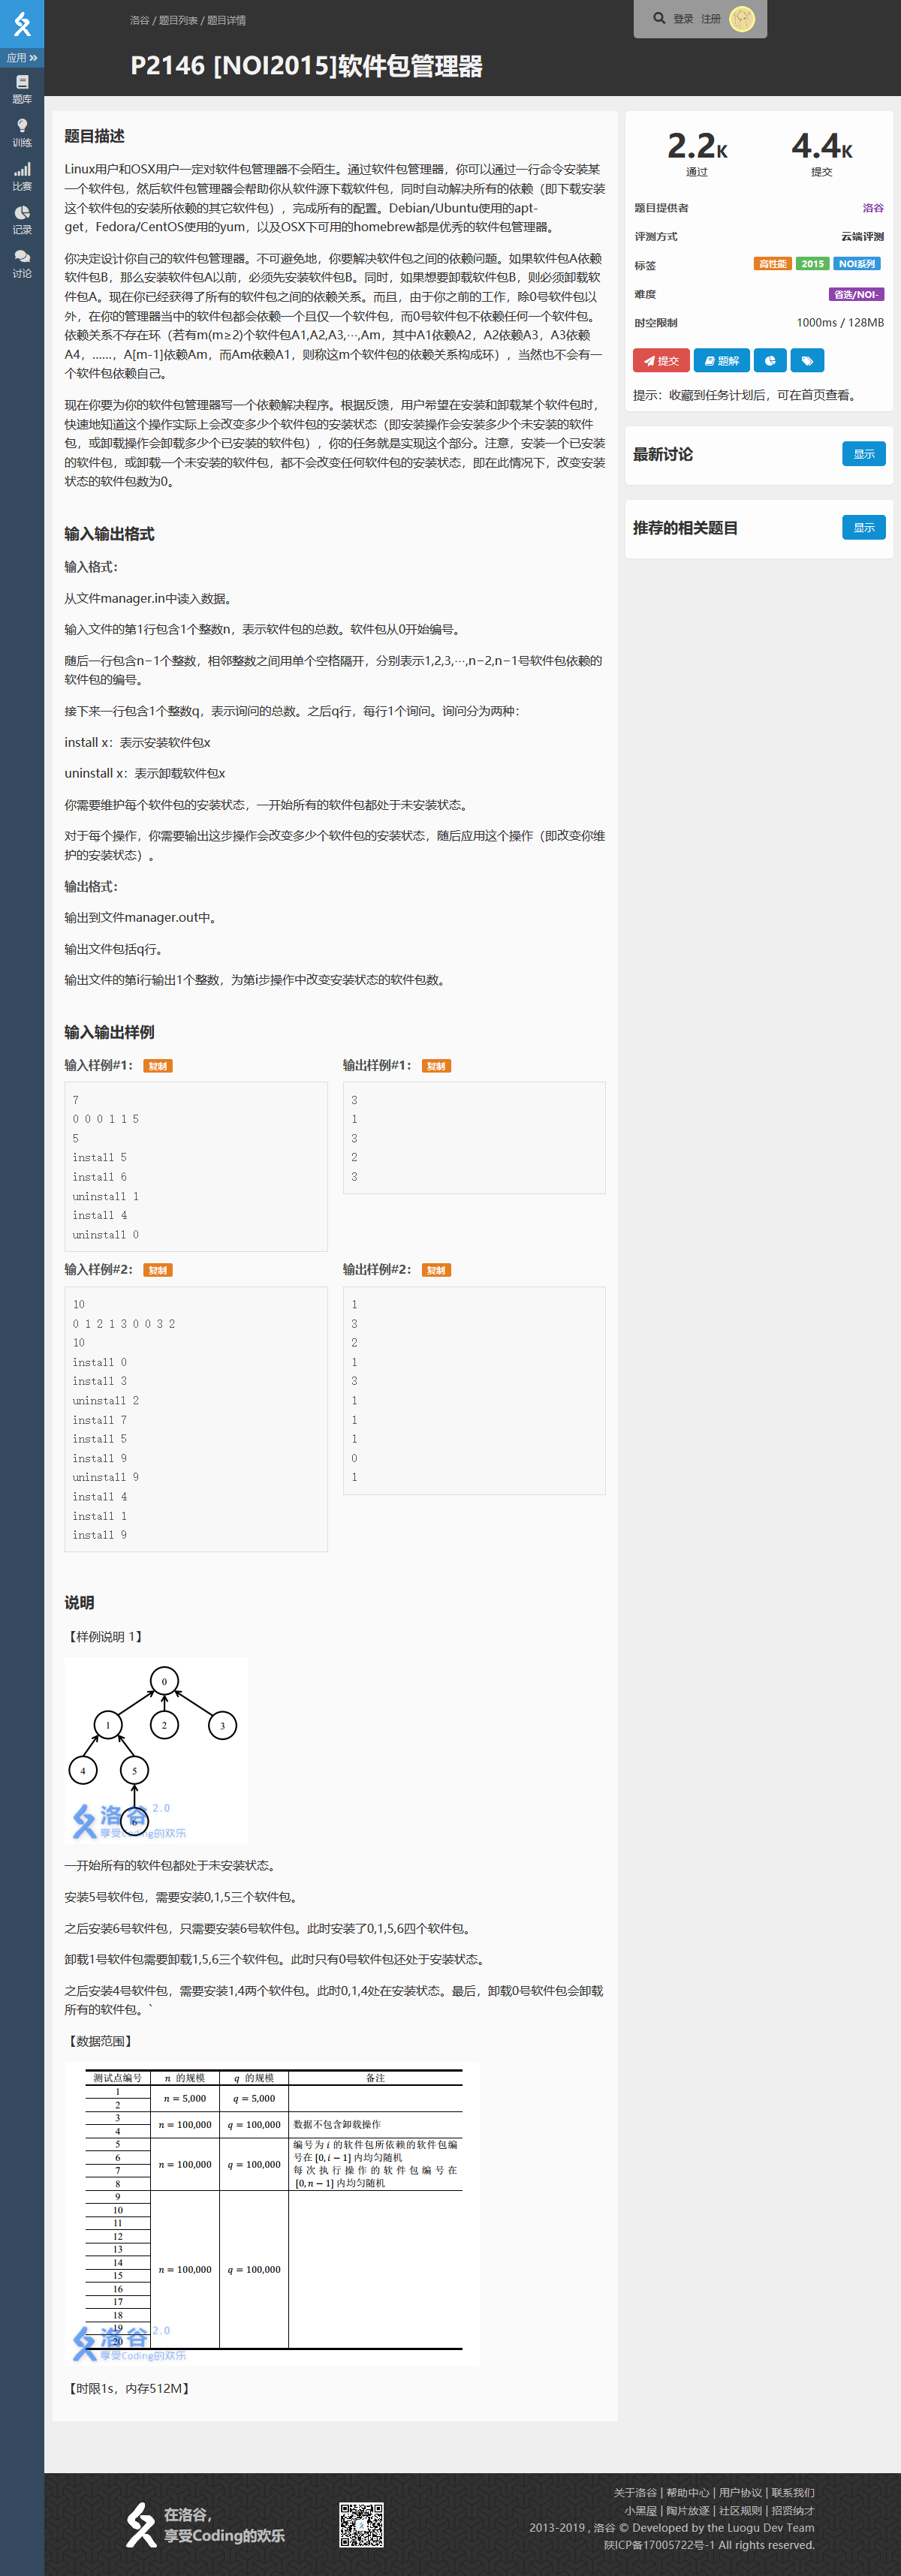 洛谷 / 题目列表 / 题目详情
登录 注册
应用
题库
训练
比赛
记录
讨论
P2146 [NOI2015]软件包管理器
题目描述
Linux用户和OSX用户一定对软件包管理器不会陌生。通过软件包管理器，你可以通过一行命令安装某
一个软件包，然后软件包管理器会帮助你从软件源下载软件包，同时自动解决所有的依赖（即下载安装
这个软件包的安装所依赖的其它软件包），完成所有的配置。Debian/Ubuntu使用的apt-
get，Fedora/CentOS使用的yum，以及OSX下可用的homebrew都是优秀的软件包管理器。
你决定设计你自己的软件包管理器。不可避免地，你要解决软件包之间的依赖问题。如果软件包A依赖
软件包B，那么安装软件包A以前，必须先安装软件包B。同时，如果想要卸载软件包B，则必须卸载软
件包A。现在你已经获得了所有的软件包之间的依赖关系。而且，由于你之前的工作，除0号软件包以
外，在你的管理器当中的软件包都会依赖一个且仅一个软件包，而0号软件包不依赖任何一个软件包。
依赖关系不存在环（若有m(m≥2)个软件包A1,A2,A3,⋯,Am，其中A1依赖A2，A2依赖A3，A3依赖
A4，……，A[m-1]依赖Am，而Am依赖A1，则称这m个软件包的依赖关系构成环），当然也不会有一
个软件包依赖自己。
现在你要为你的软件包管理器写一个依赖解决程序。根据反馈，用户希望在安装和卸载某个软件包时，
快速地知道这个操作实际上会改变多少个软件包的安装状态（即安装操作会安装多少个未安装的软件
包，或卸载操作会卸载多少个已安装的软件包），你的任务就是实现这个部分。注意，安装一个已安装
的软件包，或卸载一个未安装的软件包，都不会改变任何软件包的安装状态，即在此情况下，改变安装
状态的软件包数为0。
输入输出格式
输入格式：
从文件manager.in中读入数据。
输入文件的第1行包含1个整数n，表示软件包的总数。软件包从0开始编号。
随后一行包含n−1个整数，相邻整数之间用单个空格隔开，分别表示1,2,3,⋯,n−2,n−1号软件包依赖的
软件包的编号。
接下来一行包含1个整数q，表示询问的总数。之后q行，每行1个询问。询问分为两种：
install x：表示安装软件包x
uninstall x：表示卸载软件包x
你需要维护每个软件包的安装状态，一开始所有的软件包都处于未安装状态。
对于每个操作，你需要输出这步操作会改变多少个软件包的安装状态，随后应用这个操作（即改变你维
护的安装状态）。
输出格式：
输出到文件manager.out中。
输出文件包括q行。
输出文件的第i行输出1个整数，为第i步操作中改变安装状态的软件包数。
输入输出样例
输入样例#1： 复制
7
0 0 0 1 1 5
5
install 5
install 6
uninstall 1
install 4
uninstall 0
输出样例#1： 复制
3
1
3
2
3
输入样例#2： 复制
10
0 1 2 1 3 0 0 3 2
10
install 0
install 3
uninstall 2
install 7
install 5
install 9
uninstall 9
install 4
install 1
install 9
输出样例#2： 复制
1
3
2
1
3
1
1
1
0
1
说明
【样例说明 1】
0
1
2
3
4
5
6
洛谷 2.0
享受Coding的欢乐
一开始所有的软件包都处于未安装状态。
安装5号软件包，需要安装0,1,5三个软件包。
之后安装6号软件包，只需要安装6号软件包。此时安装了0,1,5,6四个软件包。
卸载1号软件包需要卸载1,5,6三个软件包。此时只有0号软件包还处于安装状态。
之后安装4号软件包，需要安装1,4两个软件包。此时0,1,4处在安装状态。最后，卸载0号软件包会卸载
所有的软件包。`
【数据范围】
测试点编号 n 的规模 q 的规模 备注
1
2
n = 5,000 q = 5,000
3
4
n = 100,000 q = 100,000 数据不包含卸载操作
5
6
7
8
n = 100,000 q = 100,000
编号为 i 的软件包所依赖的软件包编
号在 [0, i − 1] 内均匀随机
每次执行操作的软件包编号在
[0, n − 1] 内均匀随机
9
10
11
12
13
14
15
16
17
18
19
20
n = 100,000 q = 100,000
洛谷 2.0
享受Coding的欢乐
【时限1s，内存512M】
2.2K
通过
4.4K
提交
题目提供者 洛谷
评测方式 云端评测
标签 高性能 2015 NOI系列
难度 省选/NOI-
时空限制 1000ms / 128MB
提交 题解
提示：收藏到任务计划后，可在首页查看。
最新讨论 显示
推荐的相关题目 显示
在洛谷，
享受Coding的欢乐
关于洛谷 | 帮助中心 | 用户协议 | 联系我们
小黑屋 | 陶片放逐 | 社区规则 | 招贤纳才
2013-2019 , 洛谷 © Developed by the Luogu Dev Team
陕ICP备17005722号-1 All rights reserved.